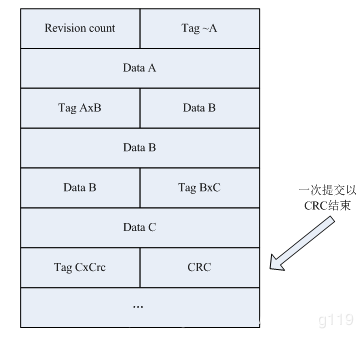 Revision count
Tag ~A
Data A
Tag AxB
Data B
Data B
Data B
Tag BxC
一次提交以
CRC结束
Data C
Tag CxCrc
CRC
...
g119